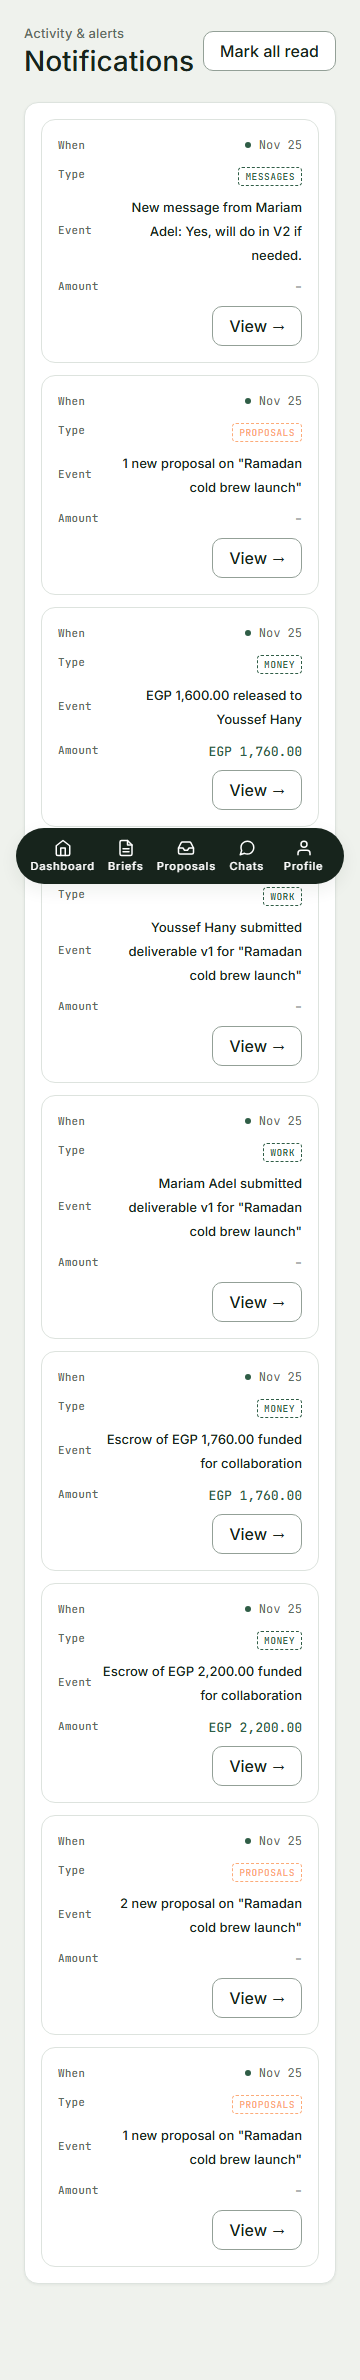 Activity & alerts
Notifications
Mark all read
When
● Nov 25
Type
MESSAGES
Event
New message from Mariam
Adel: Yes, will do in V2 if
needed.
Amount
–
View →
When
● Nov 25
Type
PROPOSALS
Event
1 new proposal on "Ramadan
cold brew launch"
Amount
–
View →
When
● Nov 25
Type
MONEY
Event
EGP 1,600.00 released to
Youssef Hany
Amount
EGP 1,760.00
View →
Dashboard Briefs Proposals Chats Profile
Type
WORK
Event
Youssef Hany submitted
deliverable v1 for "Ramadan
cold brew launch"
Amount
–
View →
When
● Nov 25
Type
WORK
Event
Mariam Adel submitted
deliverable v1 for "Ramadan
cold brew launch"
Amount
–
View →
When
● Nov 25
Type
MONEY
Event
Escrow of EGP 1,760.00 funded
for collaboration
Amount
EGP 1,760.00
View →
When
● Nov 25
Type
MONEY
Event
Escrow of EGP 2,200.00 funded
for collaboration
Amount
EGP 2,200.00
View →
When
● Nov 25
Type
PROPOSALS
Event
2 new proposal on "Ramadan
cold brew launch"
Amount
–
View →
When
● Nov 25
Type
PROPOSALS
Event
1 new proposal on "Ramadan
cold brew launch"
Amount
–
View →